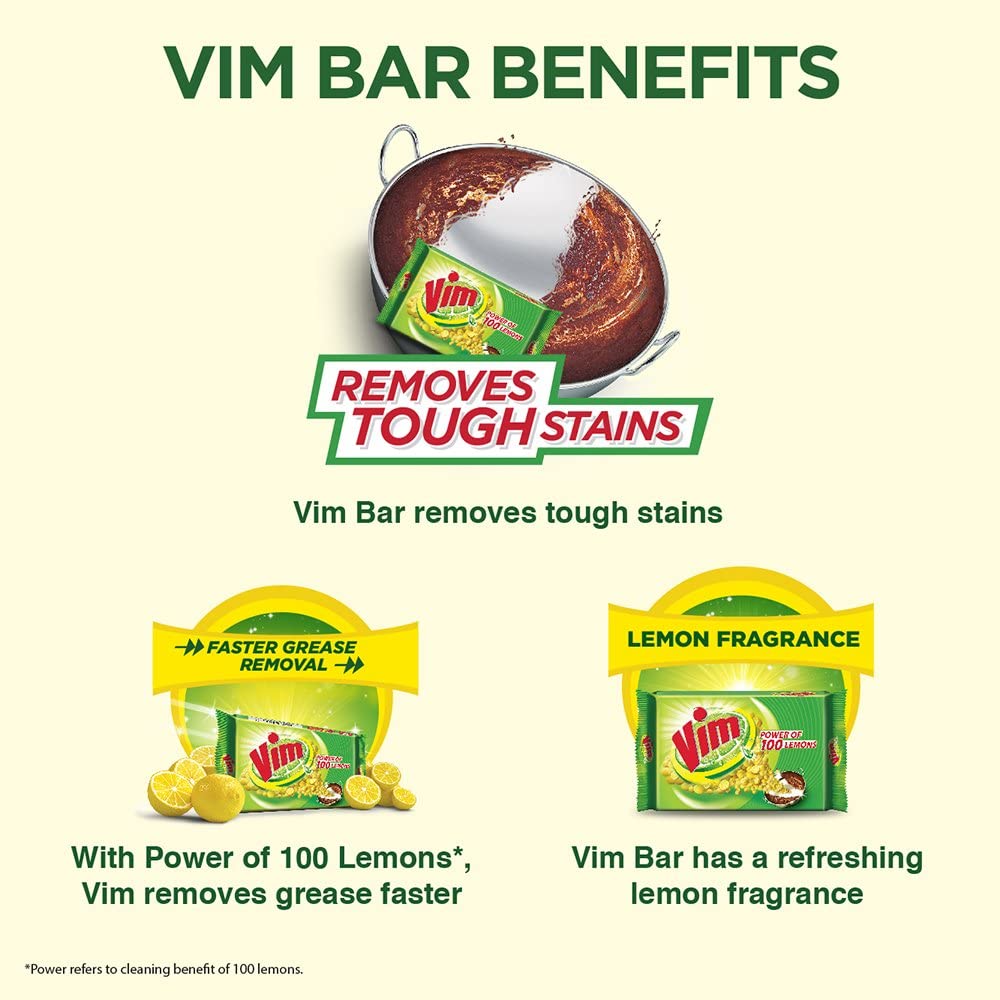 VIM BAR BENEFITS
Vim
POWER OF
100 LEMONS
REMOVES
TOUGH STAINS
Vim Bar removes tough stains
FASTER GREASE
REMOVAL
Vim
POWER OF
100 LEMONS
With Power of 100 Lemons*,
Vim removes grease faster
LEMON FRAGRANCE
Vim
POWER OF
100 LEMONS
Vim Bar has a refreshing
lemon fragrance
*Power refers to cleaning benefit of 100 lemons.